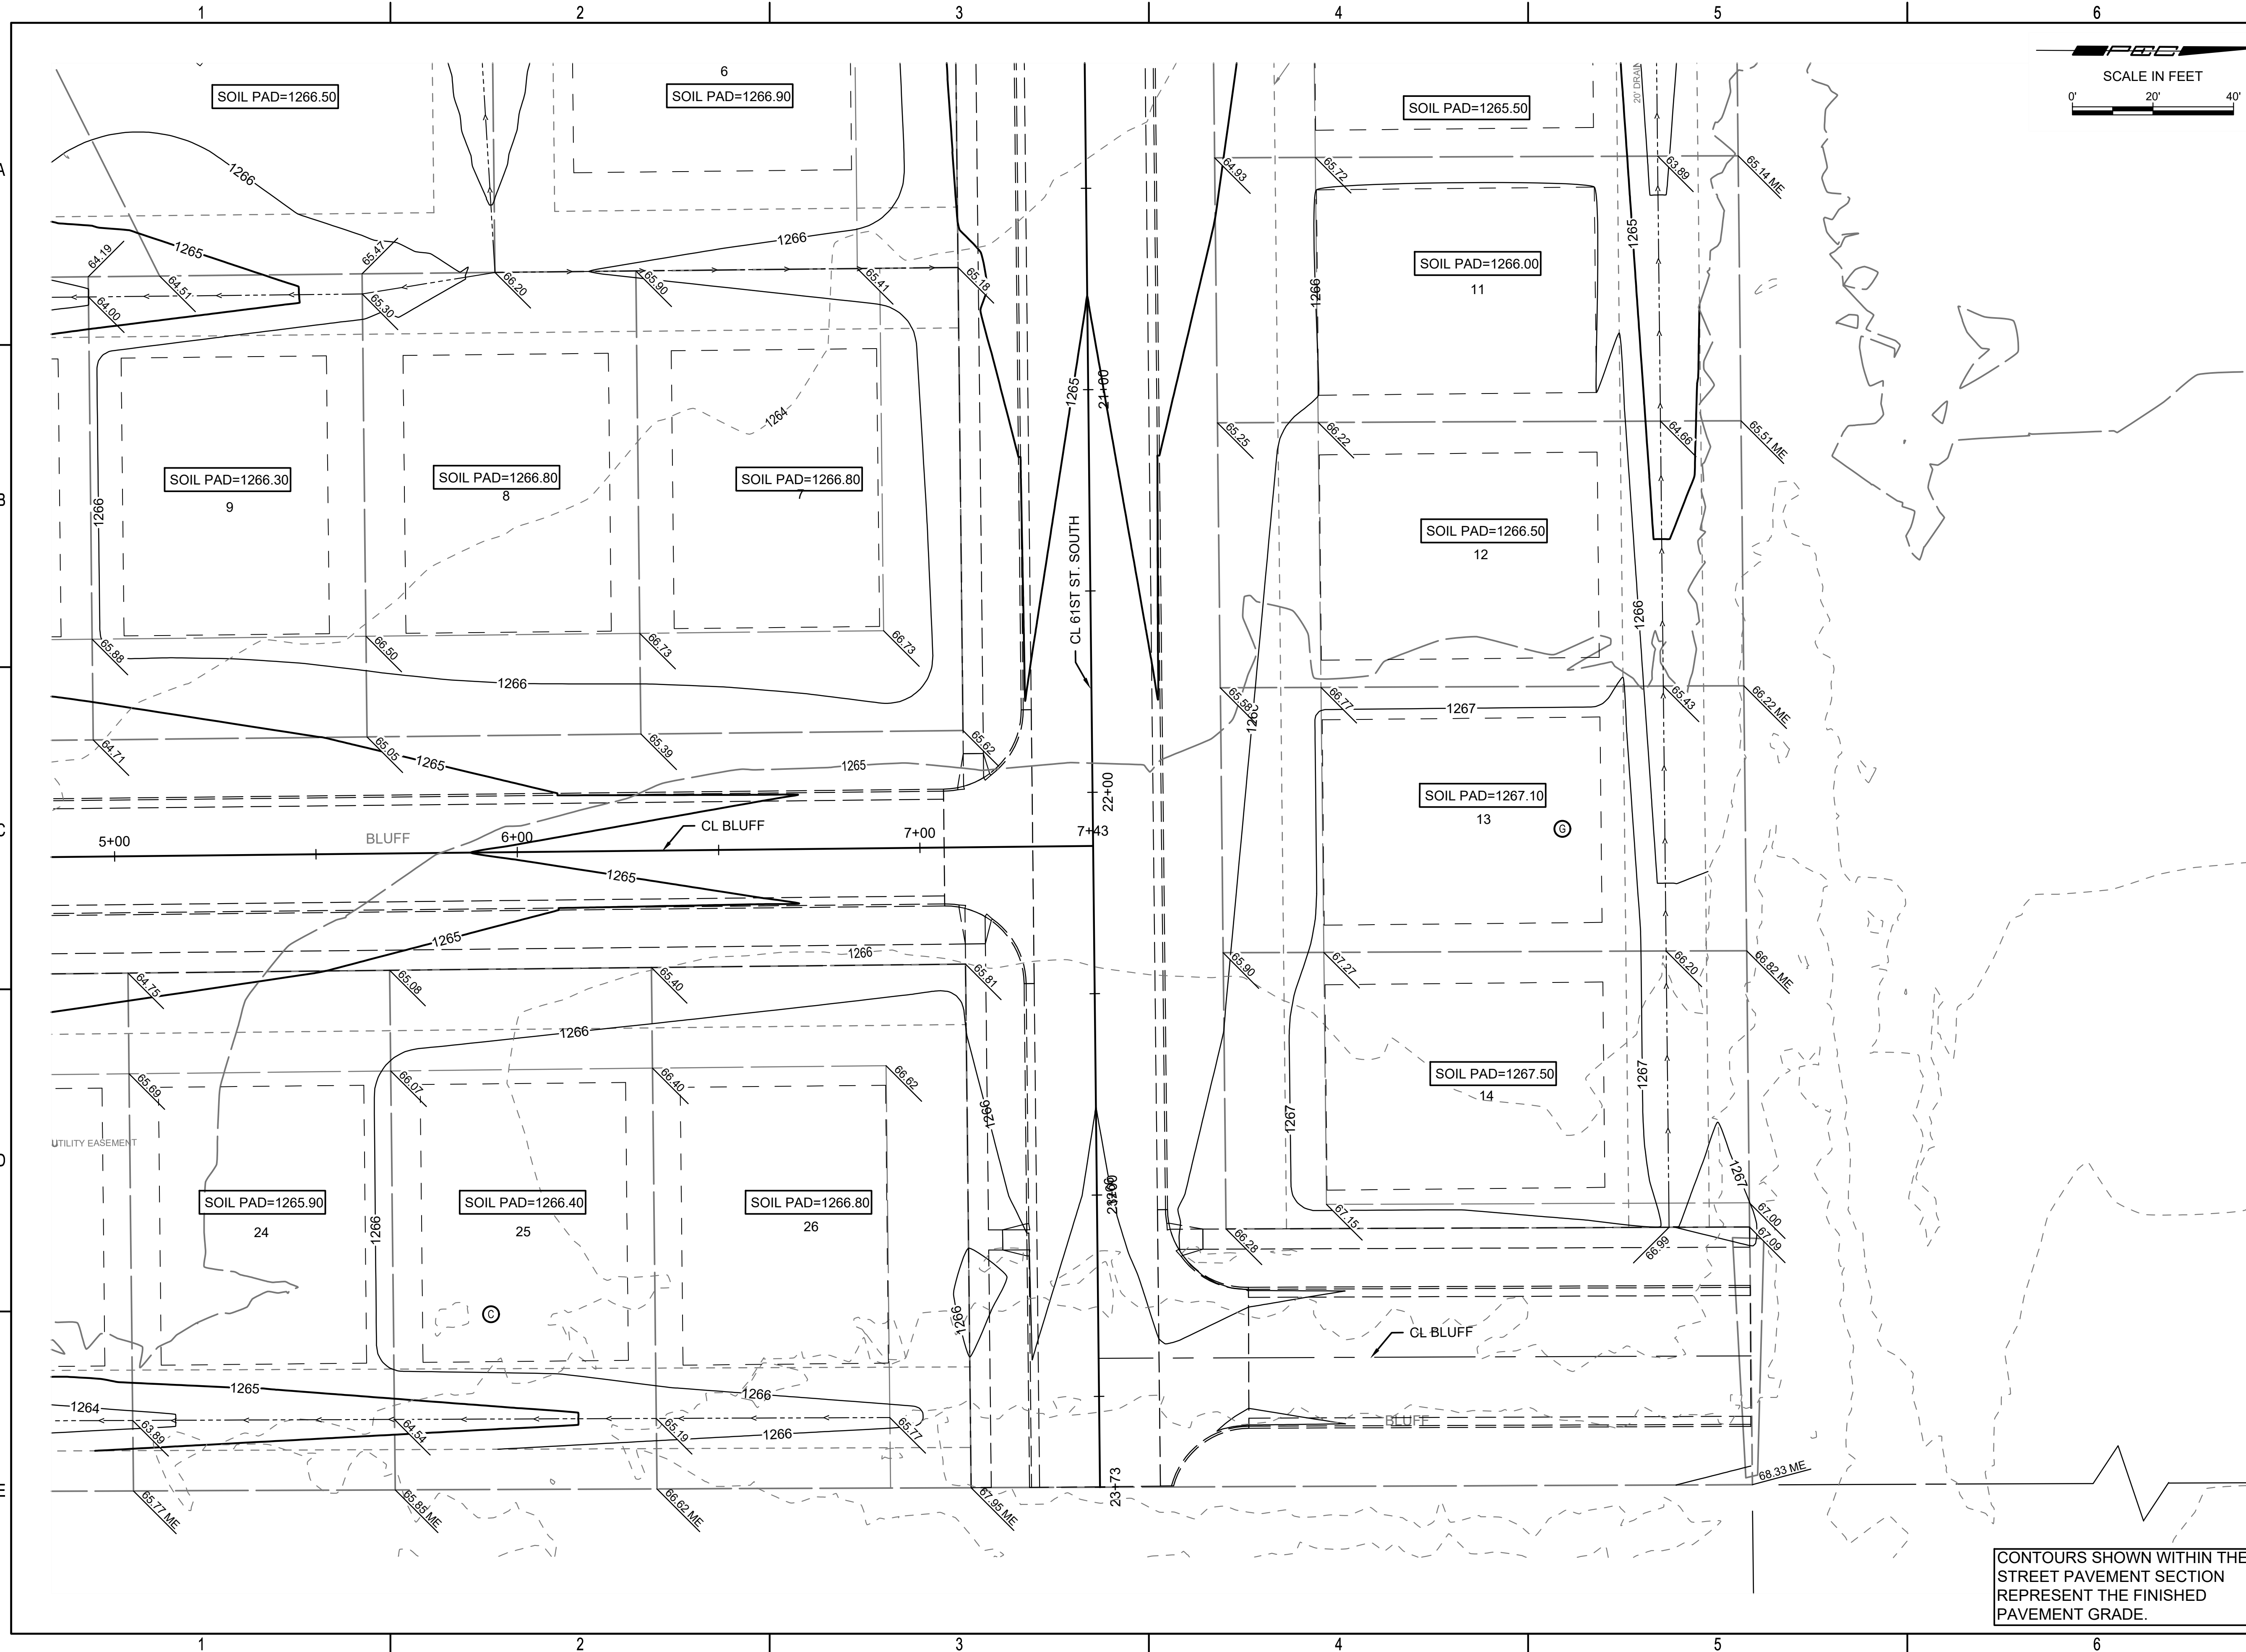 1 2 3 4 5 6
PEC
SCALE IN FEET
0' 20' 40'
SOIL PAD=1266.50
6
SOIL PAD=1266.90
SOIL PAD=1265.50
20' DRAIN
A
1266
64.93
65.72
63.89
65.14 ME
64.19
1265
65.47
1266
1265
64.51
64.00
65.30
66.20
65.90
65.41
65.18
1266
SOIL PAD=1266.00
11
1265
21+00
1264
65.25
66.22
64.66
65.51 ME
B
SOIL PAD=1266.30
9
SOIL PAD=1266.80
8
SOIL PAD=1266.80
7
1266
CL 61ST ST. SOUTH
SOIL PAD=1266.50
12
1266
65.88
66.50
66.73
66.73
1266
65.58
1266
66.77
1267
65.43
66.22 ME
64.71
65.05
1265
65.39
65.62
1265
22+00
SOIL PAD=1267.10
13
G
C
5+00
BLUFF
6+00
CL BLUFF
7+00
7+43
1265
1265
1266
64.75
65.08
65.40
65.81
65.90
67.27
66.20
66.82 ME
1266
65.69
66.07
66.40
66.62
1266
1267
SOIL PAD=1267.50
14
1267
UTILITY EASEMENT
D
1267
SOIL PAD=1265.90
24
1266
SOIL PAD=1266.40
25
SOIL PAD=1266.80
26
1266
23+00
66.28
67.15
66.99
67.00
67.09
C
1266
CL BLUFF
1265
1266
1264
63.89
64.54
65.19
1266
65.77
BLUFF
E
65.77 ME
65.85 ME
66.62 ME
67.95 ME
23+73
68.33 ME
CONTOURS SHOWN WITHIN THE
STREET PAVEMENT SECTION
REPRESENT THE FINISHED
PAVEMENT GRADE.
1 2 3 4 5 6